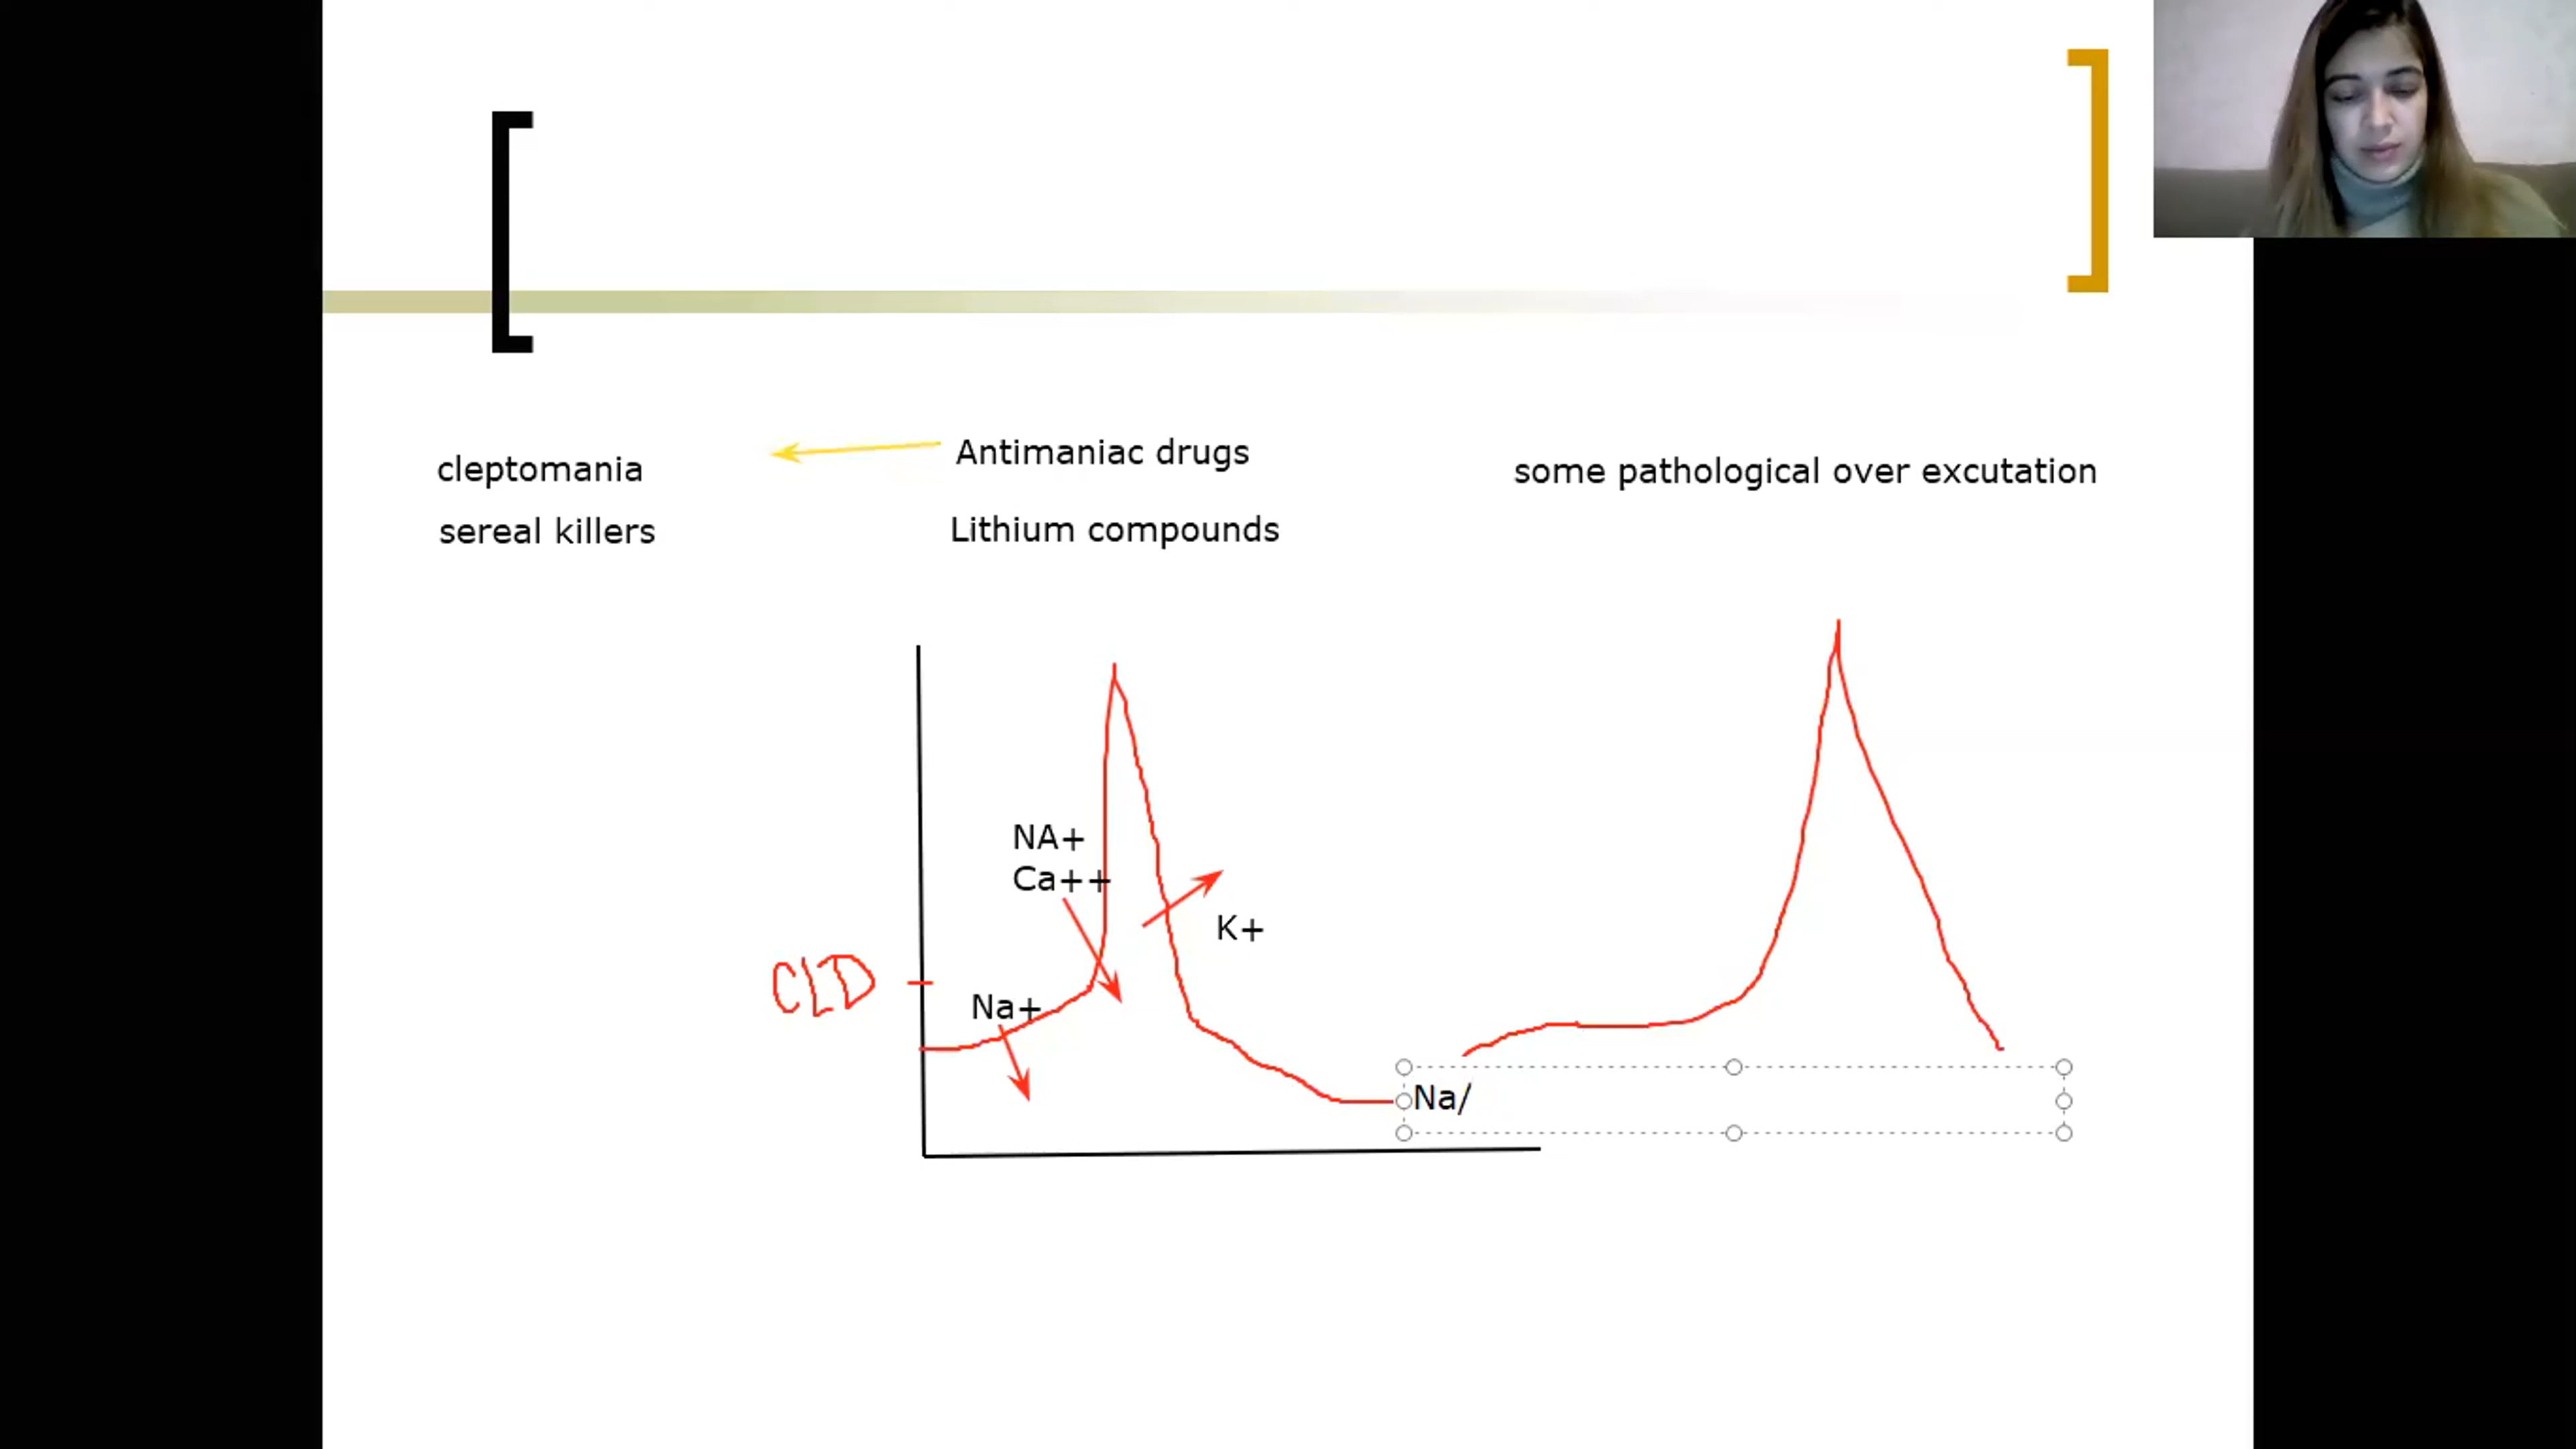 Antimaniac drugs
cleptomania
some pathological over excutation
sereal killers
Lithium compounds
NA+
Ca++
K+
CLD
Na+
Na/